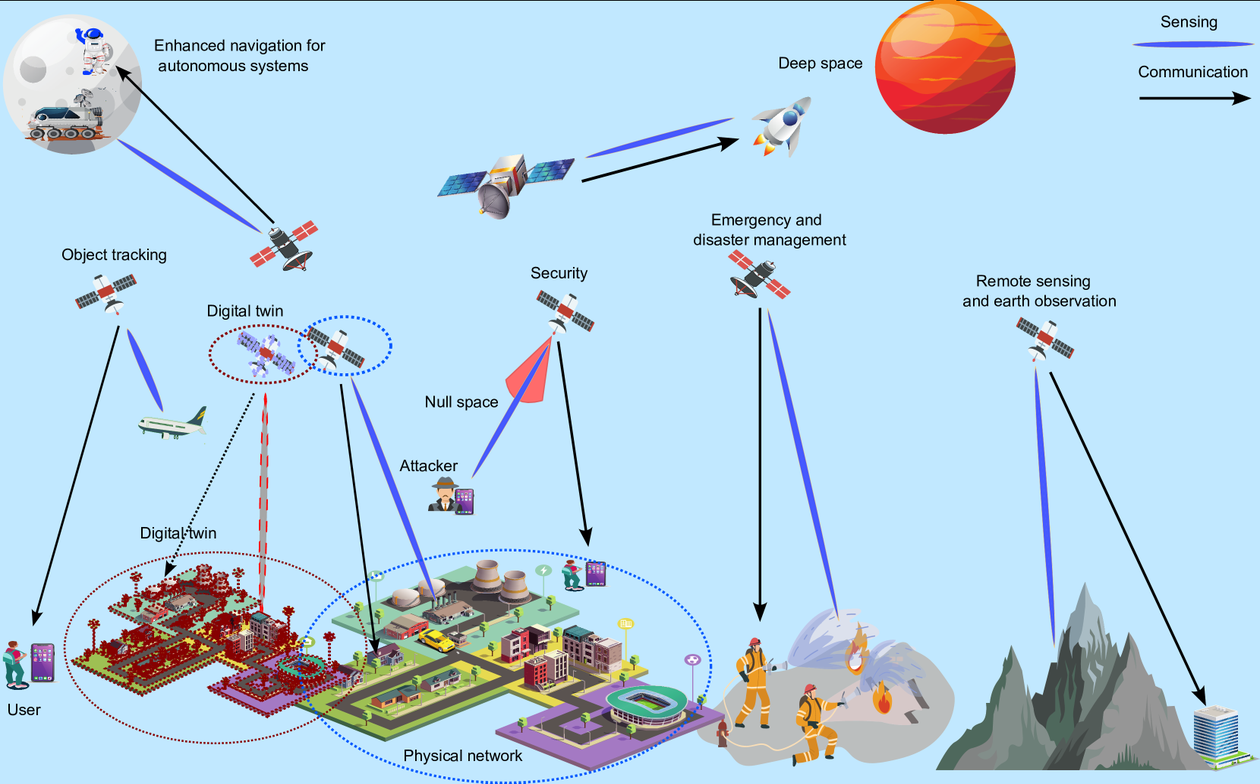 Sensing
Enhanced navigation for
autonomous systems
Deep space
Communication
Emergency and
disaster management
Object tracking
Security
Remote sensing
and earth observation
Digital twin
Null space
Attacker
Digital twin
User
Physical network